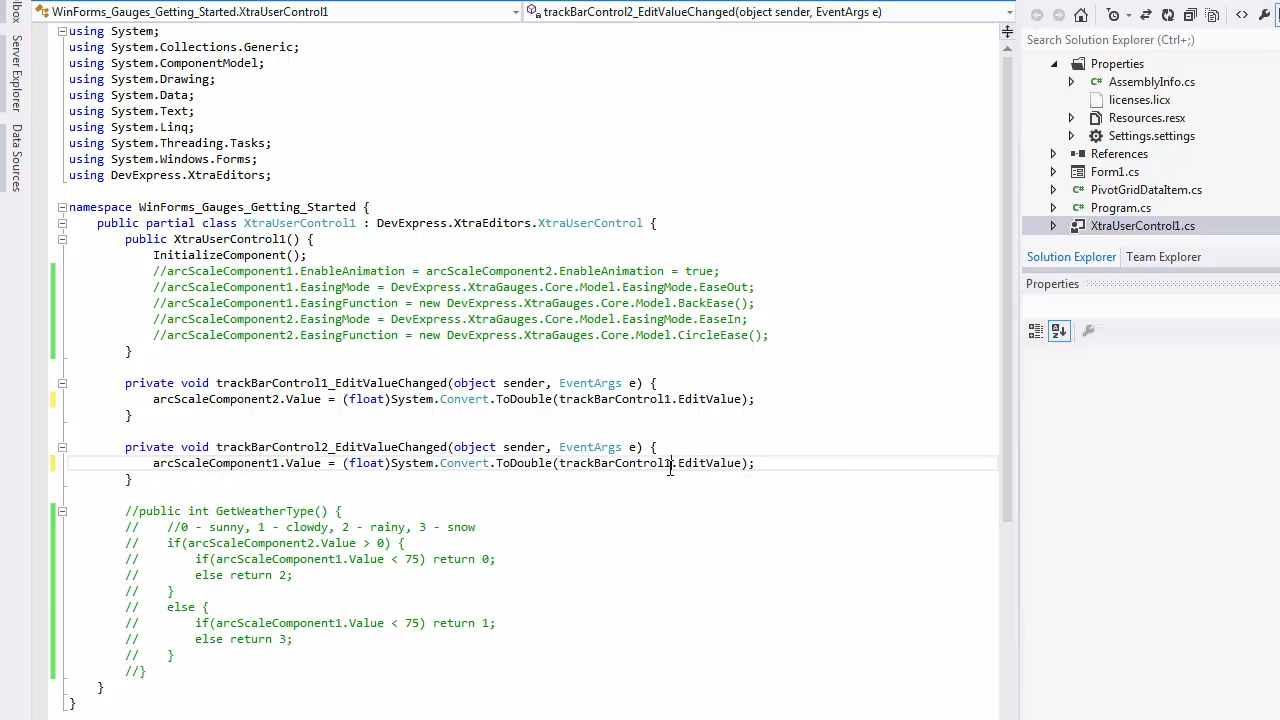 WinForms_Gauges_Getting_Started.XtraUserControl1
trackBarControl2_EditValueChanged(object sender, EventArgs e)
Server Explorer
Data Sources
using System;
using System.Collections.Generic;
using System.ComponentModel;
using System.Drawing;
using System.Data;
using System.Text;
using System.Linq;
using System.Threading.Tasks;
using System.Windows.Forms;
using DevExpress.XtraEditors;
namespace WinForms_Gauges_Getting_Started {
public partial class XtraUserControl1 : DevExpress.XtraEditors.XtraUserControl {
public XtraUserControl1() {
InitializeComponent();
//arcScaleComponent1.EnableAnimation = arcScaleComponent2.EnableAnimation = true;
//arcScaleComponent1.EasingMode = DevExpress.XtraGauges.Core.Model.EasingMode.EaseOut;
//arcScaleComponent1.EasingFunction = new DevExpress.XtraGauges.Core.Model.BackEase();
//arcScaleComponent2.EasingMode = DevExpress.XtraGauges.Core.Model.EasingMode.EaseIn;
//arcScaleComponent2.EasingFunction = new DevExpress.XtraGauges.Core.Model.CircleEase();
}
private void trackBarControl1_EditValueChanged(object sender, EventArgs e) {
arcScaleComponent2.Value = (float)System.Convert.ToDouble(trackBarControl1.EditValue);
}
private void trackBarControl2_EditValueChanged(object sender, EventArgs e) {
arcScaleComponent1.Value = (float)System.Convert.ToDouble(trackBarControl1.EditValue);
}
//public int GetWeatherType() {
// //0 - sunny, 1 - clowdy, 2 - rainy, 3 - snow
// if(arcScaleComponent2.Value > 0) {
// if(arcScaleComponent1.Value < 75) return 0;
// else return 2;
// }
// else {
// if(arcScaleComponent1.Value < 75) return 1;
// else return 3;
// }
//}
}
}
Search Solution Explorer (Ctrl+;)
Properties
C# AssemblyInfo.cs
licenses.licx
Resources.resx
Settings.settings
References
Form1.cs
C# PivotGridDataItem.cs
C# Program.cs
XtraUserControl1.cs
Solution Explorer Team Explorer
Properties